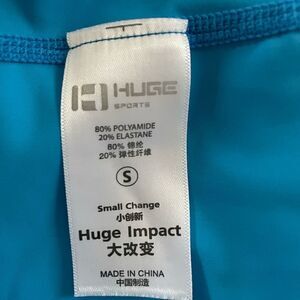 HUGE
SPORTS
80% POLYAMIDE
20% ELASTANE
80% 锦纶
20% 弹性纤维
S
Small Change
小创新
Huge Impact
大改变
MADE IN CHINA
中国制造